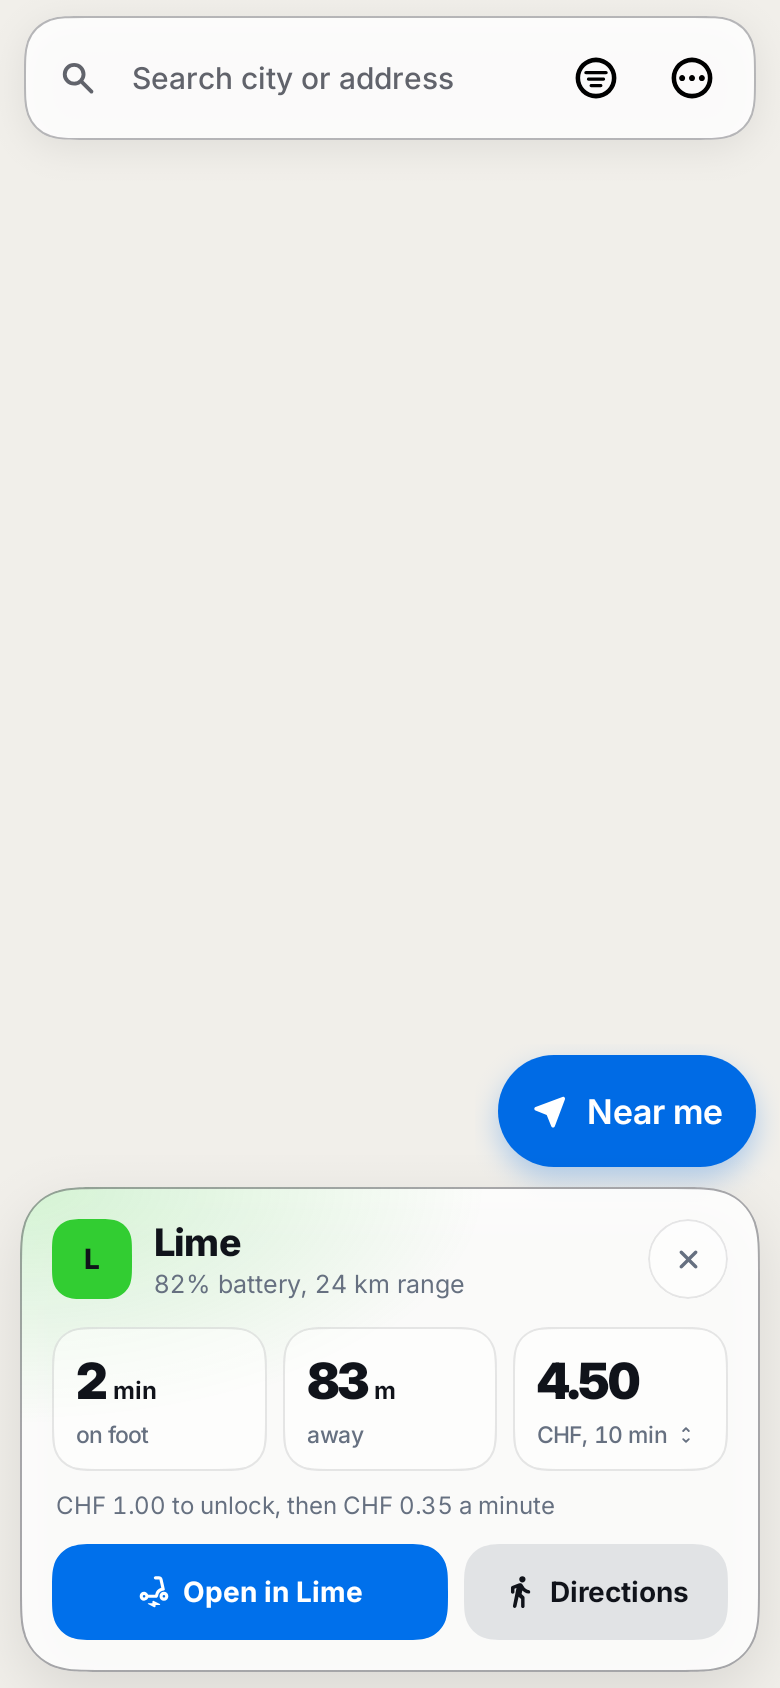 Search city or address
Near me
L
Lime
82% battery, 24 km range
2 min
on foot
83 m
away
4.50
CHF, 10 min
CHF 1.00 to unlock, then CHF 0.35 a minute
Open in Lime
Directions